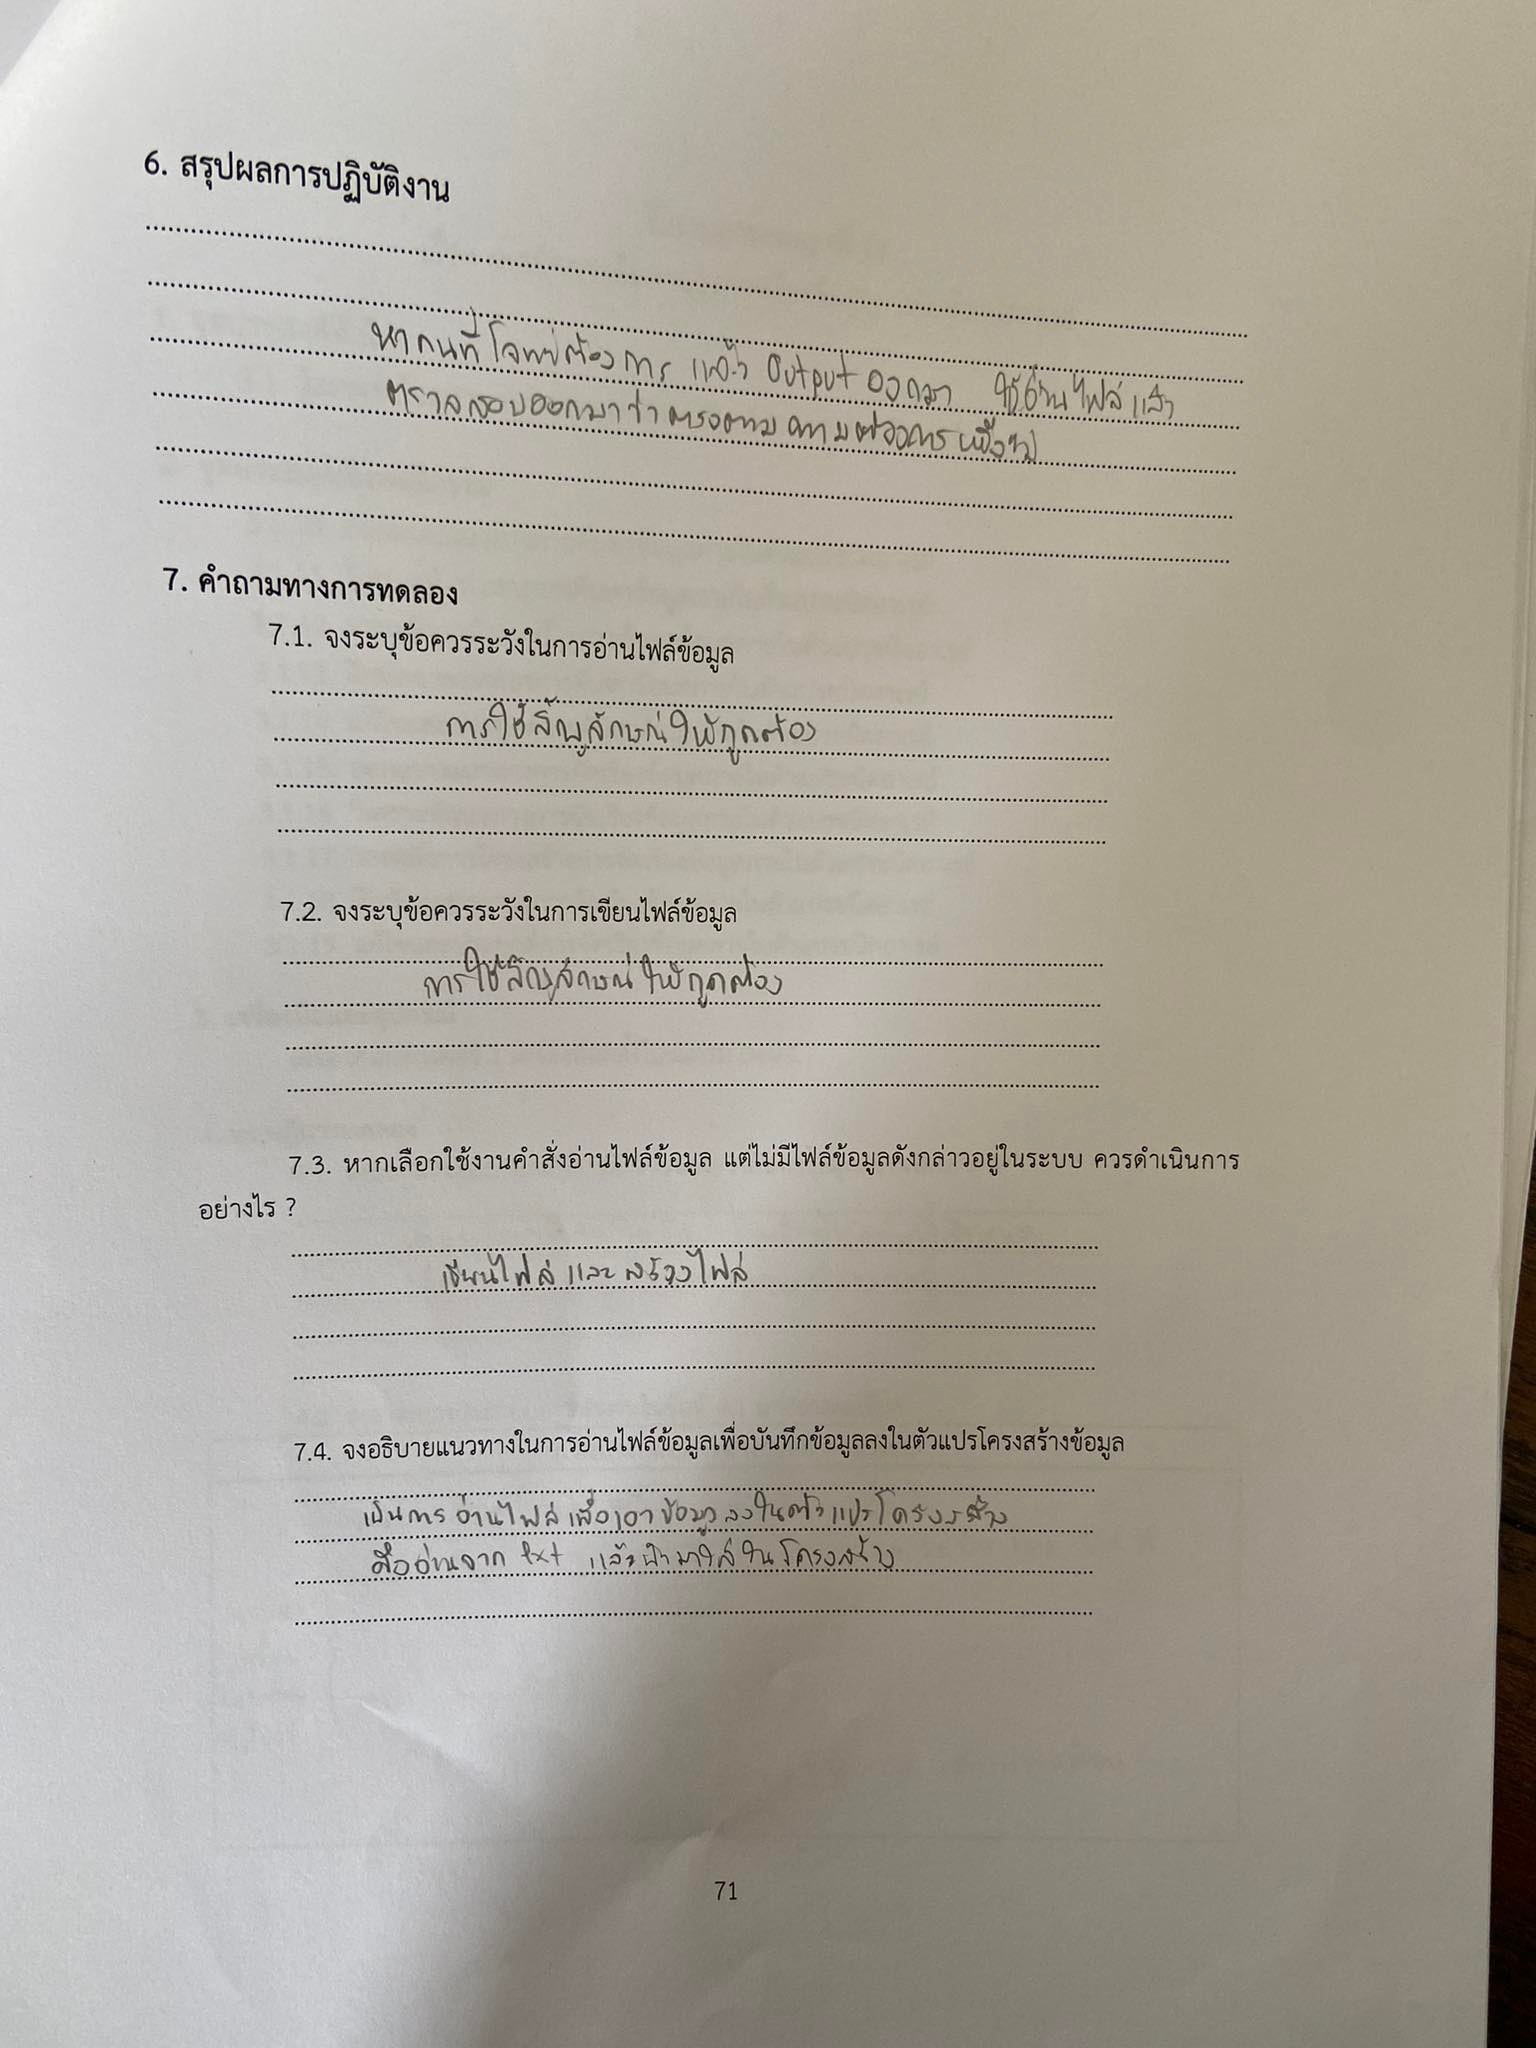 6. สรุปผลการปฏิบัติงาน
หาคนที่โจทย์ต้องการ แล้ว Output ออกมา ใช้อ่านไฟล์แล้ว
ตรวจสอบออกมาว่าตรงตามความต้องการ
7. คำถามทางการทดลอง
7.1. จงระบุข้อควรระวังในการอ่านไฟล์ข้อมูล
การใช้สัญลักษณ์ให้ถูกต้อง
7.2. จงระบุข้อควรระวังในการเขียนไฟล์ข้อมูล
การใช้สัญลักษณ์ให้ถูกต้อง
7.3. หากเลือกใช้งานคำสั่งอ่านไฟล์ข้อมูล แต่ไม่มีไฟล์ข้อมูลดังกล่าวอยู่ในระบบ ควรดำเนินการ
อย่างไร ?
เขียนไฟล์ และ สร้างไฟล์
7.4. จงอธิบายแนวทางในการอ่านไฟล์ข้อมูลเพื่อบันทึกข้อมูลลงในตัวแปรโครงสร้างข้อมูล
เป็นการอ่านไฟล์เพื่อเอาข้อมูลลงในตัวแปรโครงสร้าง
คืออ่านจาก txt แล้วนำมาใส่ในโครงสร้าง
71